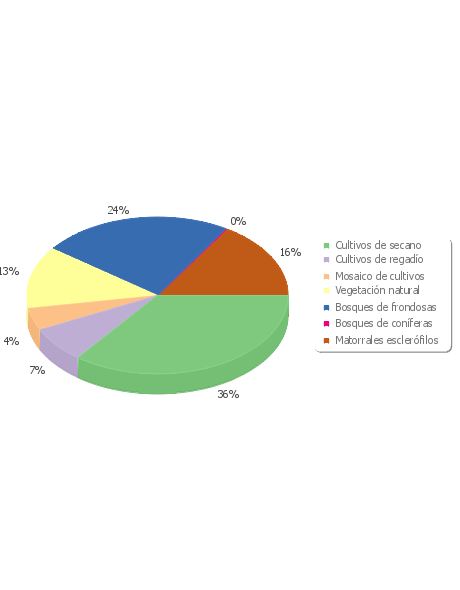 24%
0%
16%
13%
4%
7%
36%
Cultivos de secano
Cultivos de regadío
Mosaico de cultivos
Vegetación natural
Bosques de frondosas
Bosques de coníferas
Matorrales esclerófilos